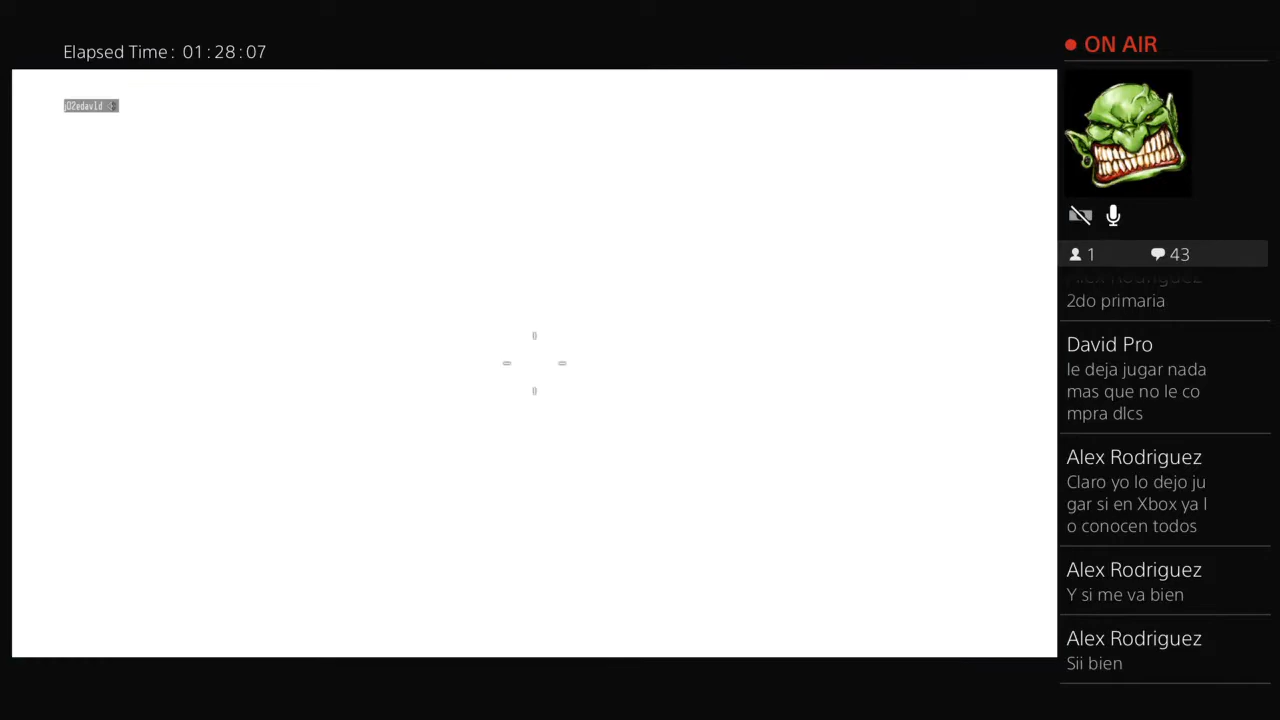 Elapsed Time: 01:28:07
ON AIR
1 43
Alex Rodriguez
2do primaria
David Pro
le deja jugar nada
mas que no le co
mpra dlcs
Alex Rodriguez
Claro yo lo dejo ju
gar si en Xbox ya l
o conocen todos
Alex Rodriguez
Y si me va bien
Alex Rodriguez
Sii bien